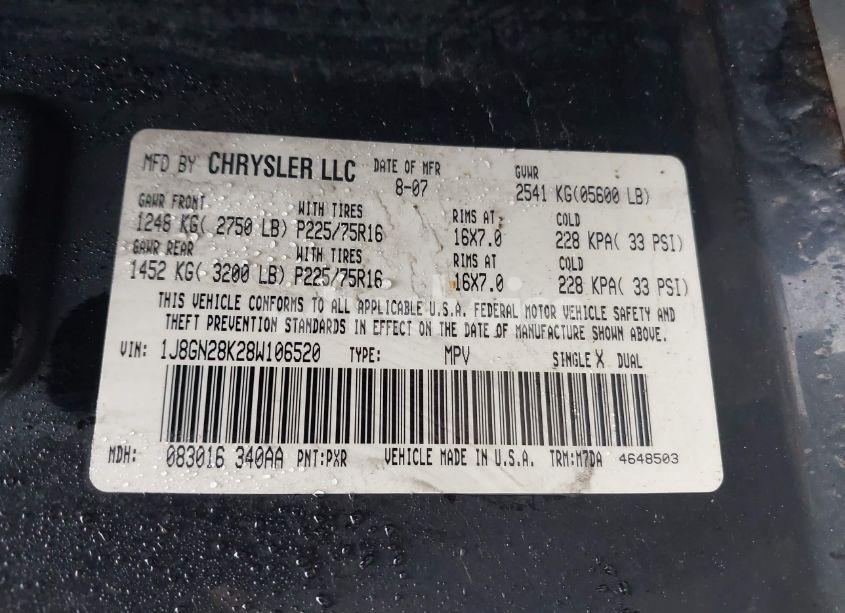 MFD BY CHRYSLER LLC DATE OF MFR 8-07 GVWR 2541 KG(05600 LB)
GAWR FRONT WITH TIRES RIMS AT COLD
1248 KG( 2750 LB) P225/75R16 16X7.0 228 KPA( 33 PSI)
GAWR REAR WITH TIRES RIMS AT COLD
1452 KG( 3200 LB) P225/75R16 16X7.0 228 KPA( 33 PSI)
THIS VEHICLE CONFORMS TO ALL APPLICABLE U.S.A. FEDERAL MOTOR VEHICLE SAFETY AND
THEFT PREVENTION STANDARDS IN EFFECT ON THE DATE OF MANUFACTURE SHOWN ABOVE.
VIN: 1J8GN28K28W106520 TYPE: MPV SINGLE X DUAL
MDH: 083016 340AA PNT:PXR VEHICLE MADE IN U.S.A. TRM:M7DA 4648503